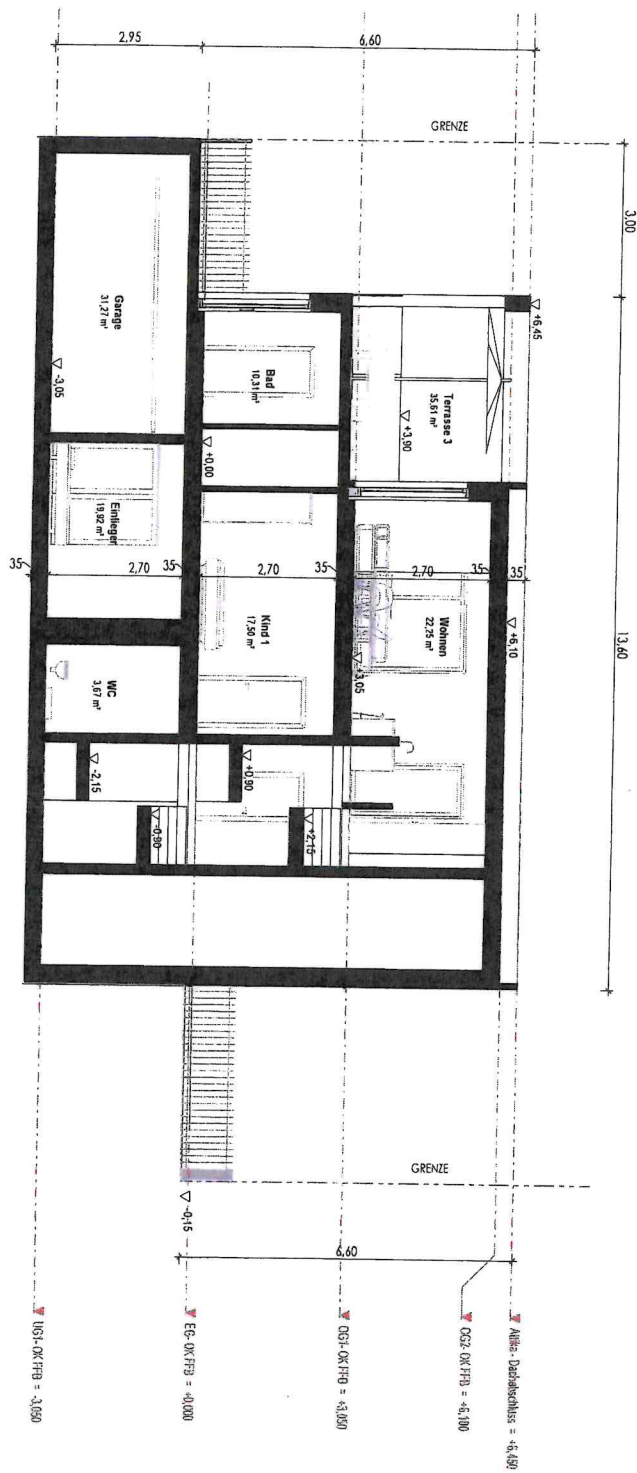 2,95
6,60
GRENZE
3,00
+6,45
Garage
31,27 m²
-3,05
Bad
10,31 m²
Terrasse 3
35,61 m²
+3,90
+0,00
Einlieger
19,92 m²
35
2,70
35
2,70
35
2,70
35
35
+6,10
13,60
Kind 1
17,50 m²
Wohnen
22,25 m²
+3,05
WC
3,67 m²
-2,15
+0,90
-0,90
+2,15
GRENZE
-0,15
6,60
UG1- OK FFB = -3,050
EG- OK FFB = +0,000
OG1- OK FFB = +3,050
OG2- OK FFB = +6,100
Attika - Dachabschluss = +6,450